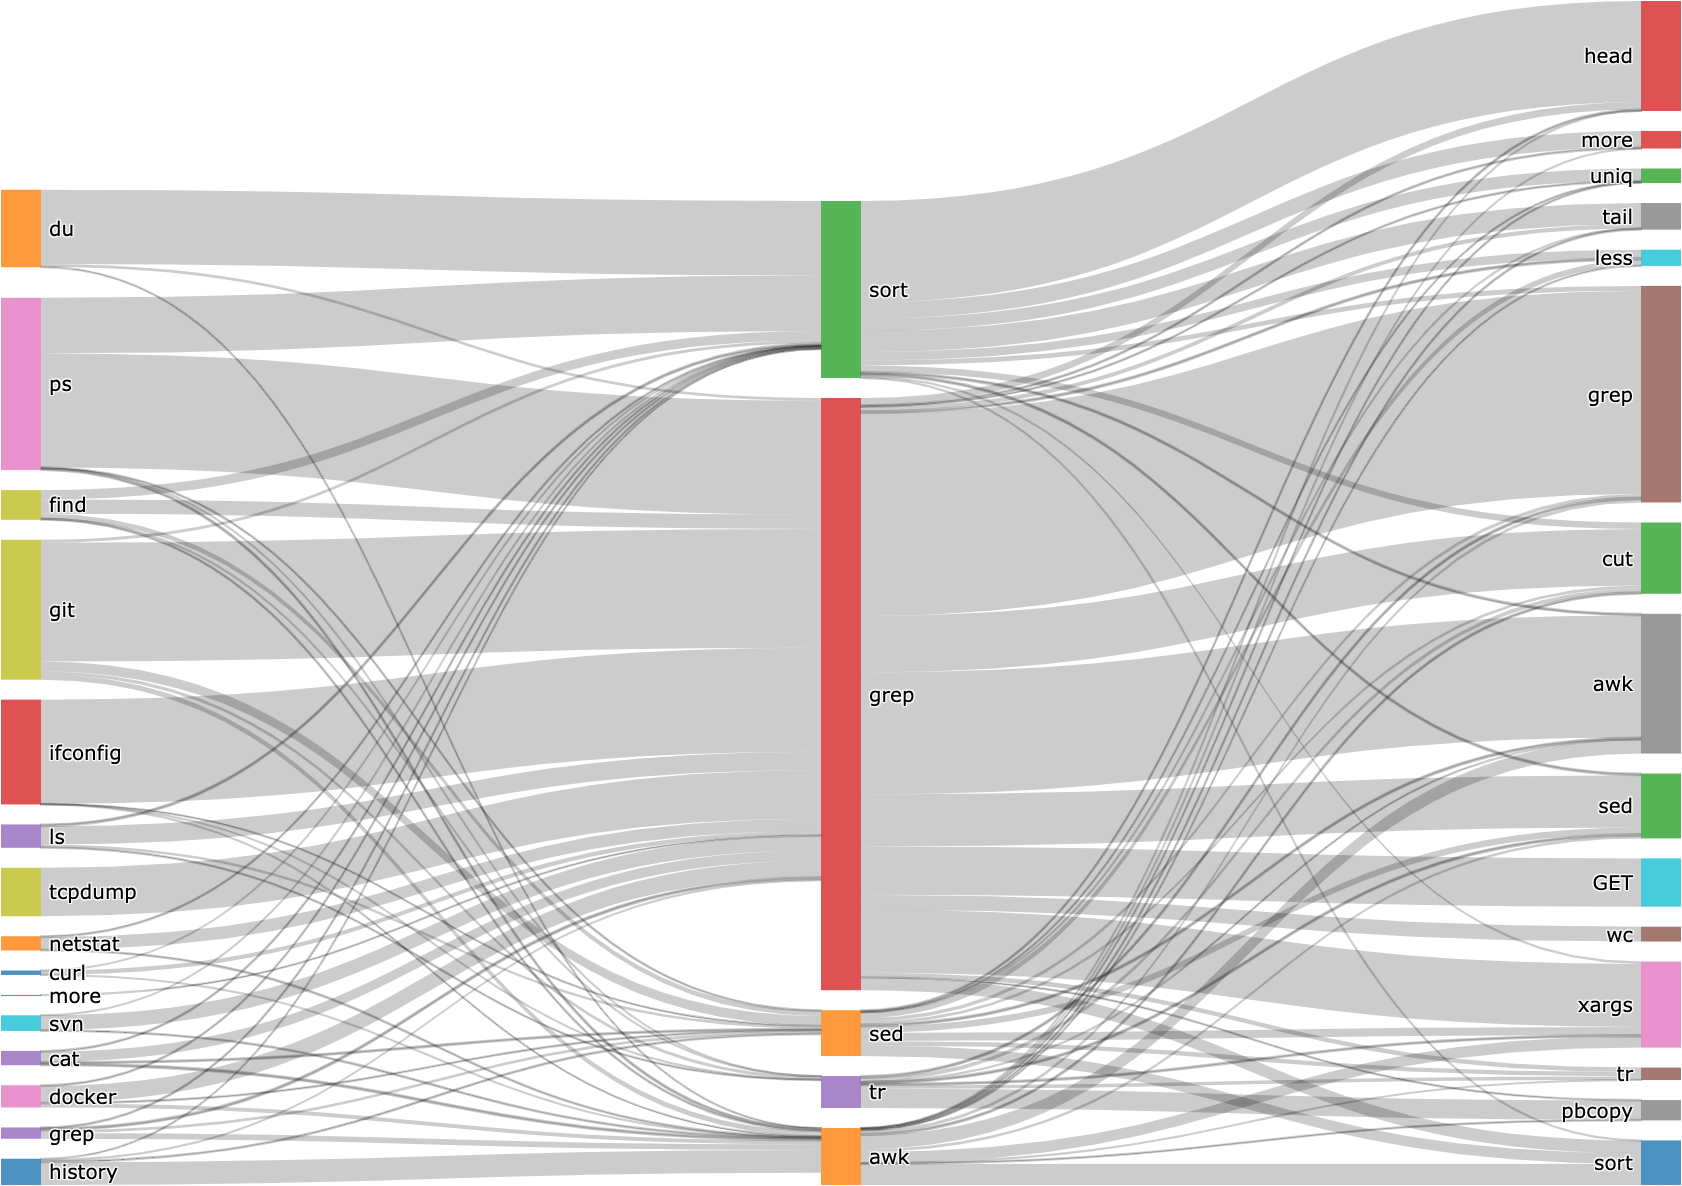 du
ps
find
git
ifconfig
ls
tcpdump
netstat
curl
more
svn
cat
docker
grep
history
sort
grep
sed
tr
awk
head
more
uniq
tail
less
grep
cut
awk
sed
GET
wc
xargs
tr
pbcopy
sort